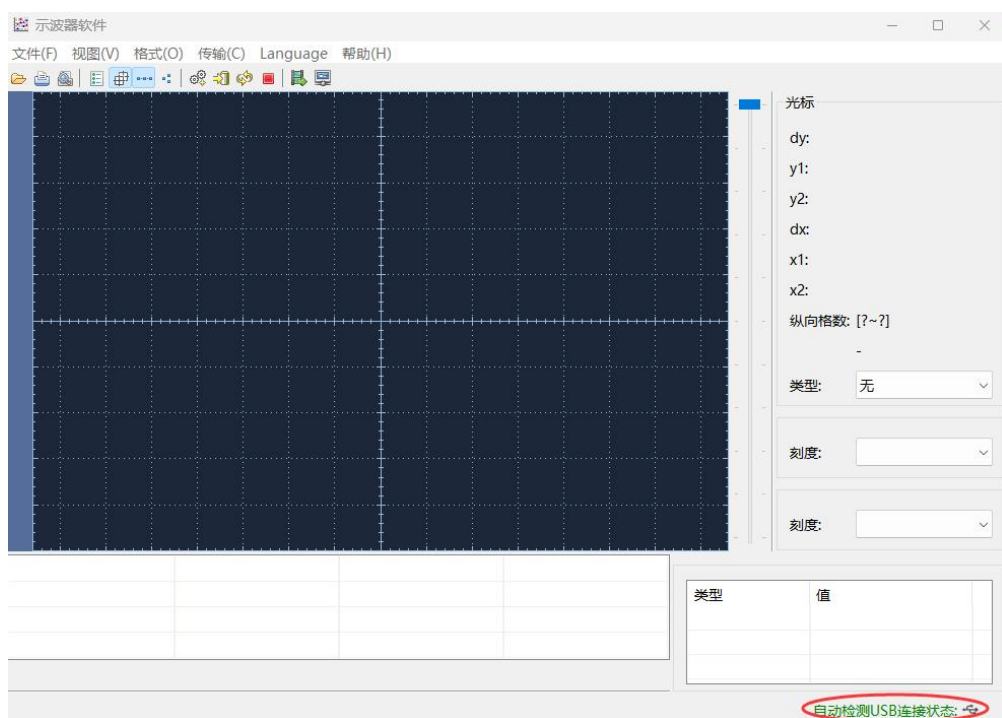 示波器软件
文件(F) 视图(V) 格式(O) 传输(C) Language 帮助(H)
光标
dy:
y1:
y2:
dx:
x1:
x2:
纵向格数: [?~?]
-
类型: 无
刻度:
刻度:
类型 值
自动检测USB连接状态: